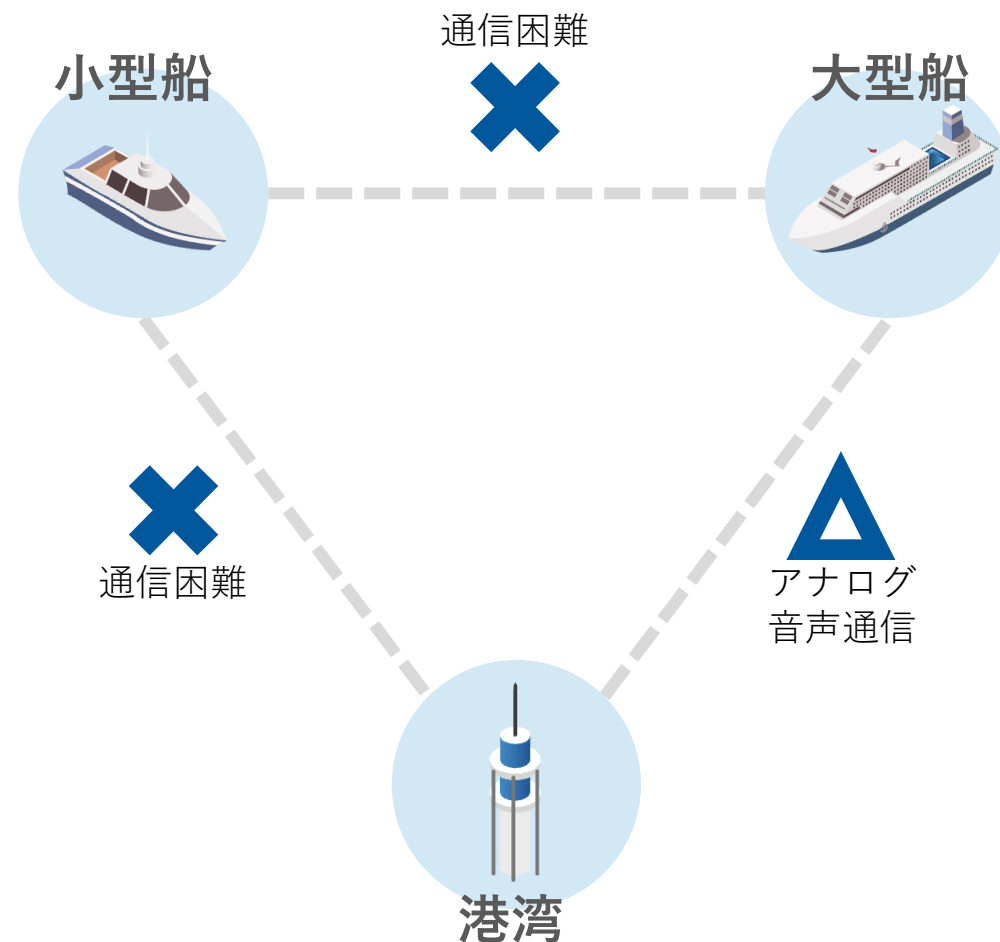 通信困難
小型船
大型船
通信困難
アナログ
音声通信
港湾